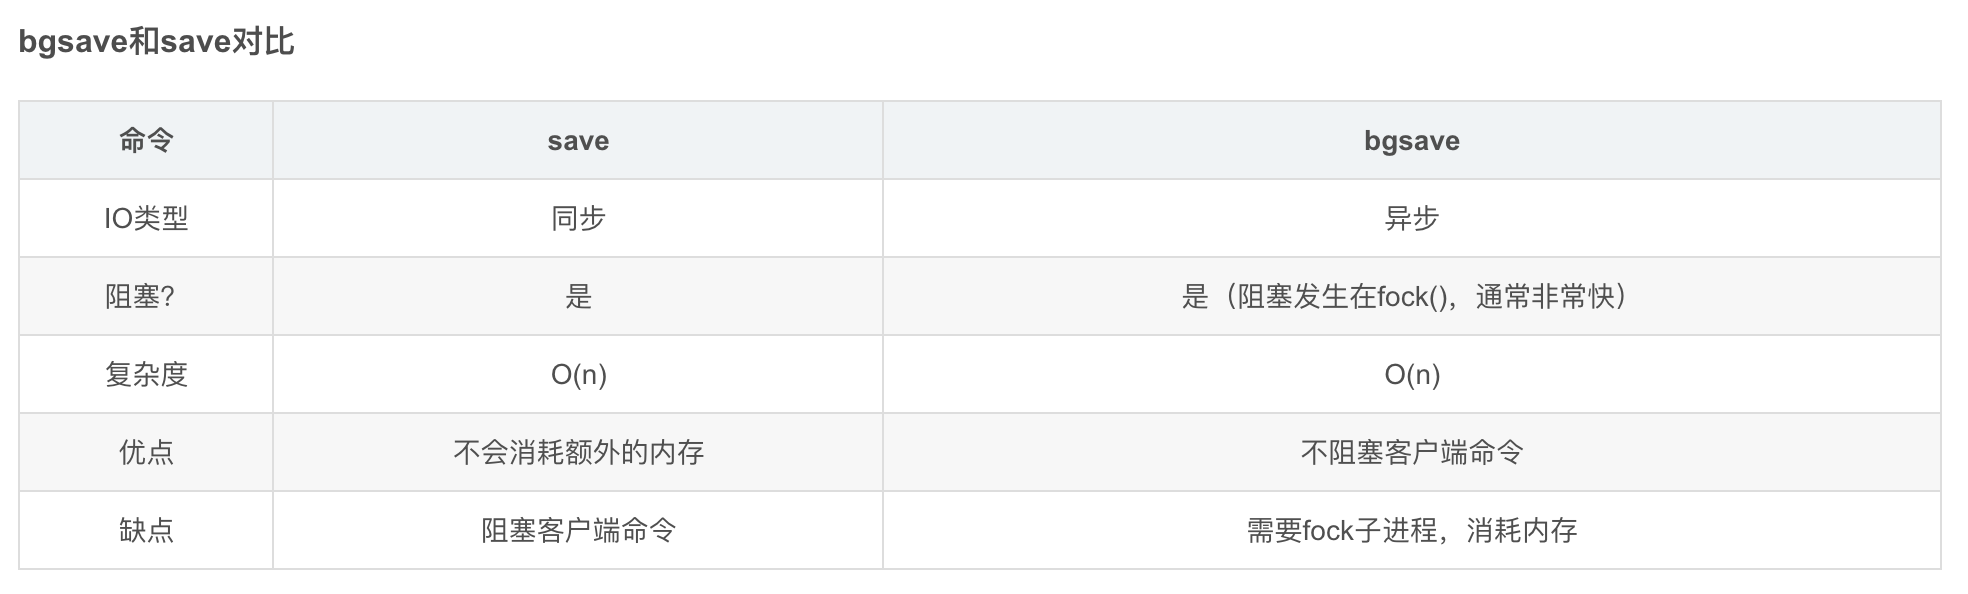 bgsave和save对比
命令 save bgsave
IO类型 同步 异步
阻塞? 是 是（阻塞发生在fock()，通常非常快）
复杂度 O(n) O(n)
优点 不会消耗额外的内存 不阻塞客户端命令
缺点 阻塞客户端命令 需要fock子进程，消耗内存